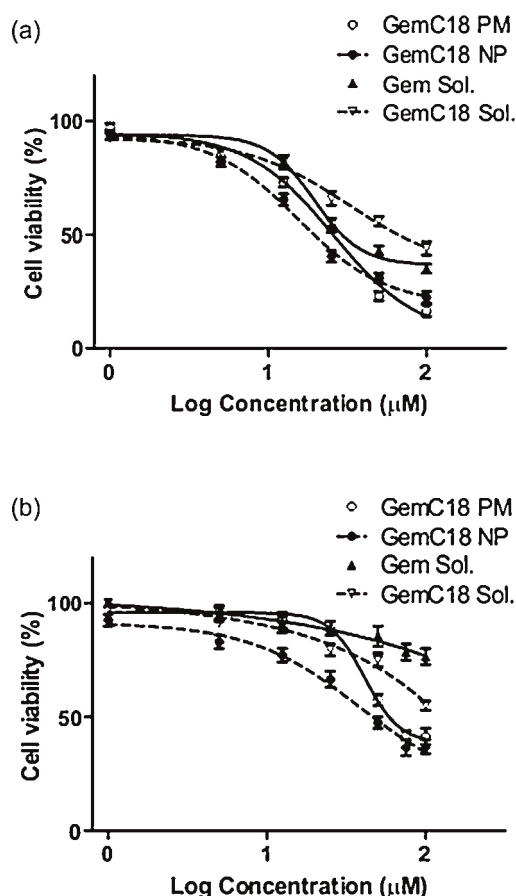 (a)
GemC18 PM
GemC18 NP
Gem Sol.
GemC18 Sol.
100
50
0
Cell viability (%)
0 1 2
Log Concentration (μM)
(b)
GemC18 PM
GemC18 NP
Gem Sol.
GemC18 Sol.
100
50
0
Cell viability (%)
0 1 2
Log Concentration (μM)